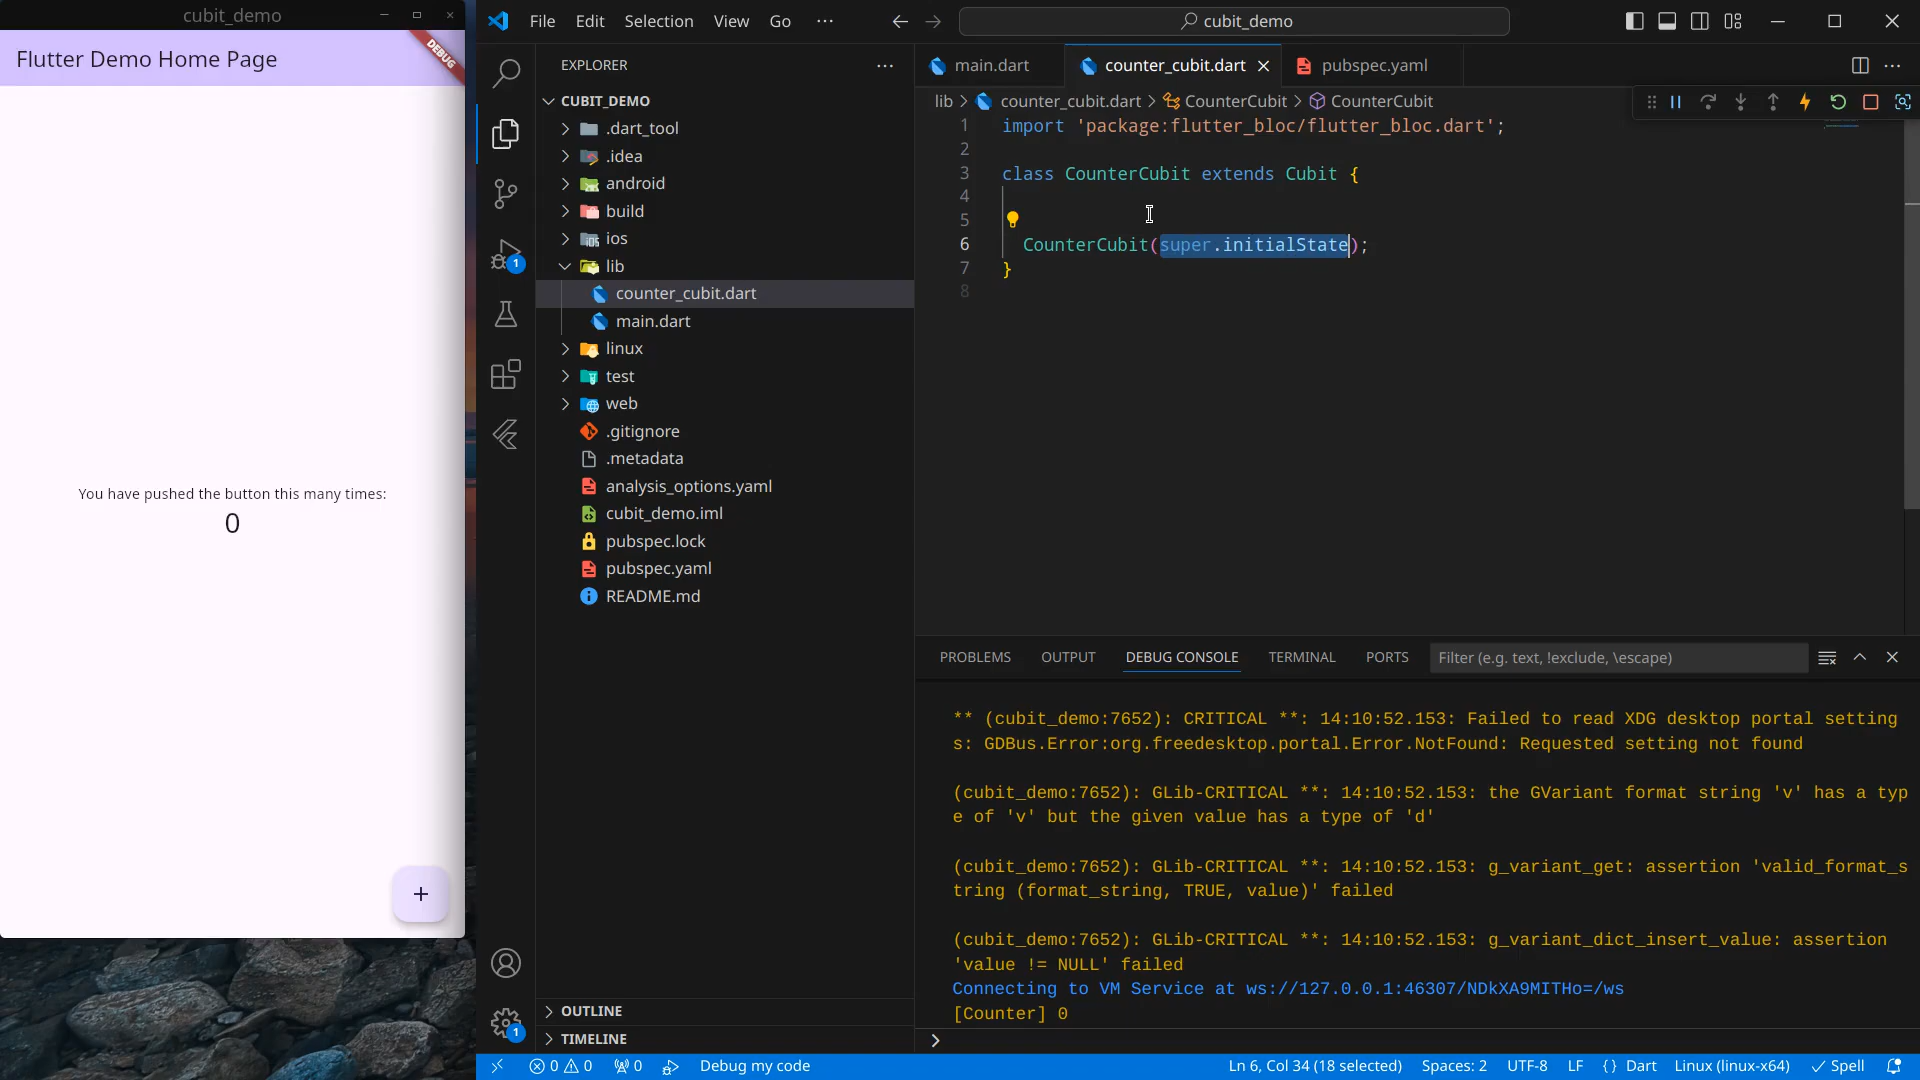 cubit_demo
Flutter Demo Home Page
DEBUG
You have pushed the button this many times:
0
+
File Edit Selection View Go
cubit_demo
EXPLORER
CUBIT_DEMO
.dart_tool
.idea
android
build
ios
lib
counter_cubit.dart
main.dart
linux
test
web
.gitignore
.metadata
analysis_options.yaml
cubit_demo.iml
pubspec.lock
pubspec.yaml
README.md
OUTLINE
TIMELINE
1
1
main.dart counter_cubit.dart pubspec.yaml
lib > counter_cubit.dart > CounterCubit > CounterCubit
1 import 'package:flutter_bloc/flutter_bloc.dart';
2
3 class CounterCubit extends Cubit {
4
5
6 CounterCubit(super.initialState);
7 }
8
PROBLEMS OUTPUT DEBUG CONSOLE TERMINAL PORTS Filter (e.g. text, !exclude, \escape)
** (cubit_demo:7652): CRITICAL **: 14:10:52.153: Failed to read XDG desktop portal setting
s: GDBus.Error:org.freedesktop.portal.Error.NotFound: Requested setting not found
(cubit_demo:7652): GLib-CRITICAL **: 14:10:52.153: the GVariant format string 'v' has a typ
e of 'v' but the given value has a type of 'd'
(cubit_demo:7652): GLib-CRITICAL **: 14:10:52.153: g_variant_get: assertion 'valid_format_s
tring (format_string, TRUE, value)' failed
(cubit_demo:7652): GLib-CRITICAL **: 14:10:52.153: g_variant_dict_insert_value: assertion
'value != NULL' failed
Connecting to VM Service at ws://127.0.0.1:46307/NDkXA9MITHo=/ws
[Counter] 0
>
0 0 0 Debug my code Ln 6, Col 34 (18 selected) Spaces: 2 UTF-8 LF {} Dart Linux (linux-x64) Spell